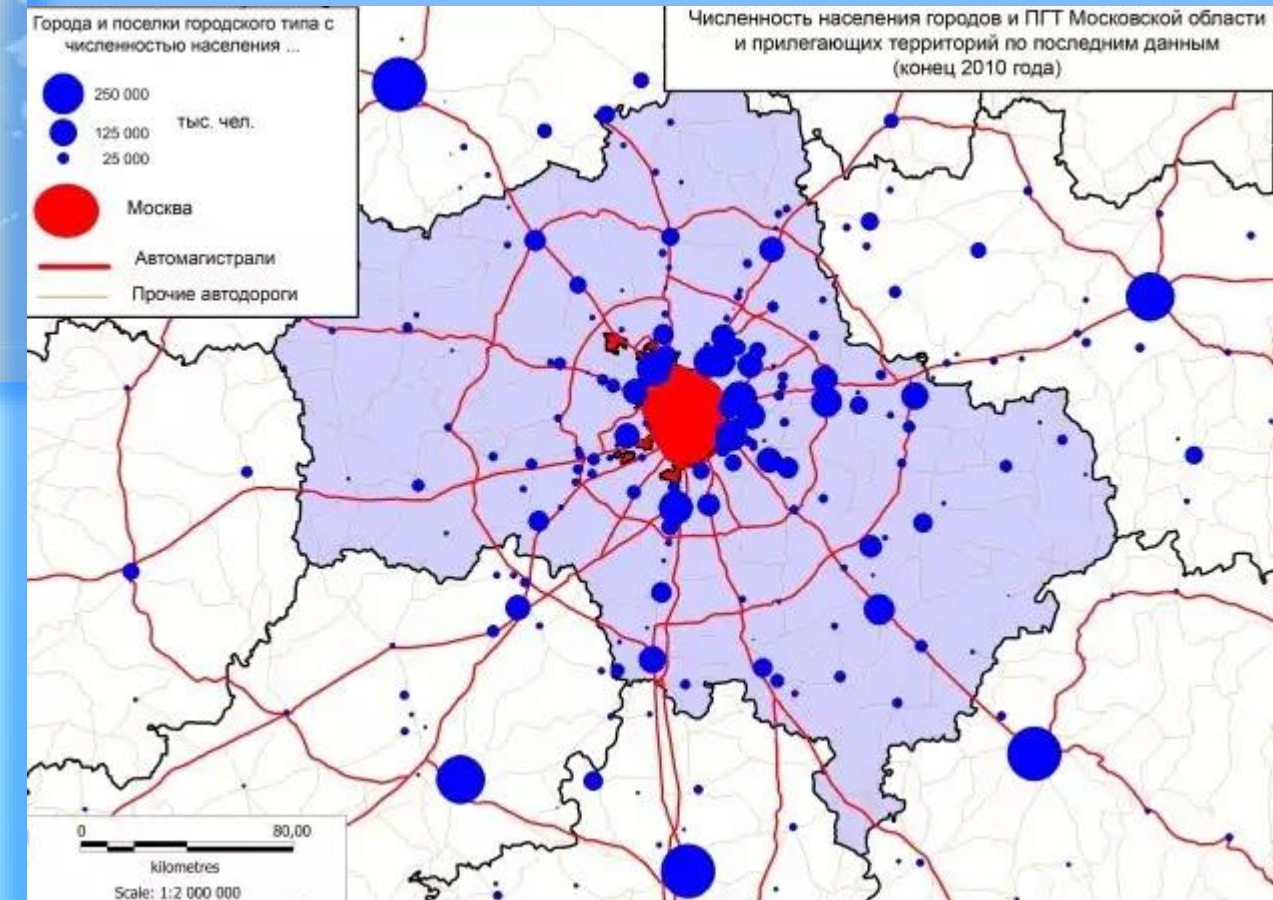 Города и поселки городского типа с
численностью населения ...
250 000
125 000
тыс. чел.
25 000
Москва
Автомагистрали
Прочие автодороги
Численность населения городов и ПГТ Московской области
и прилегающих территорий по последним данным
(конец 2010 года)
0 80,00
kilometres
Scale: 1:2 000 000